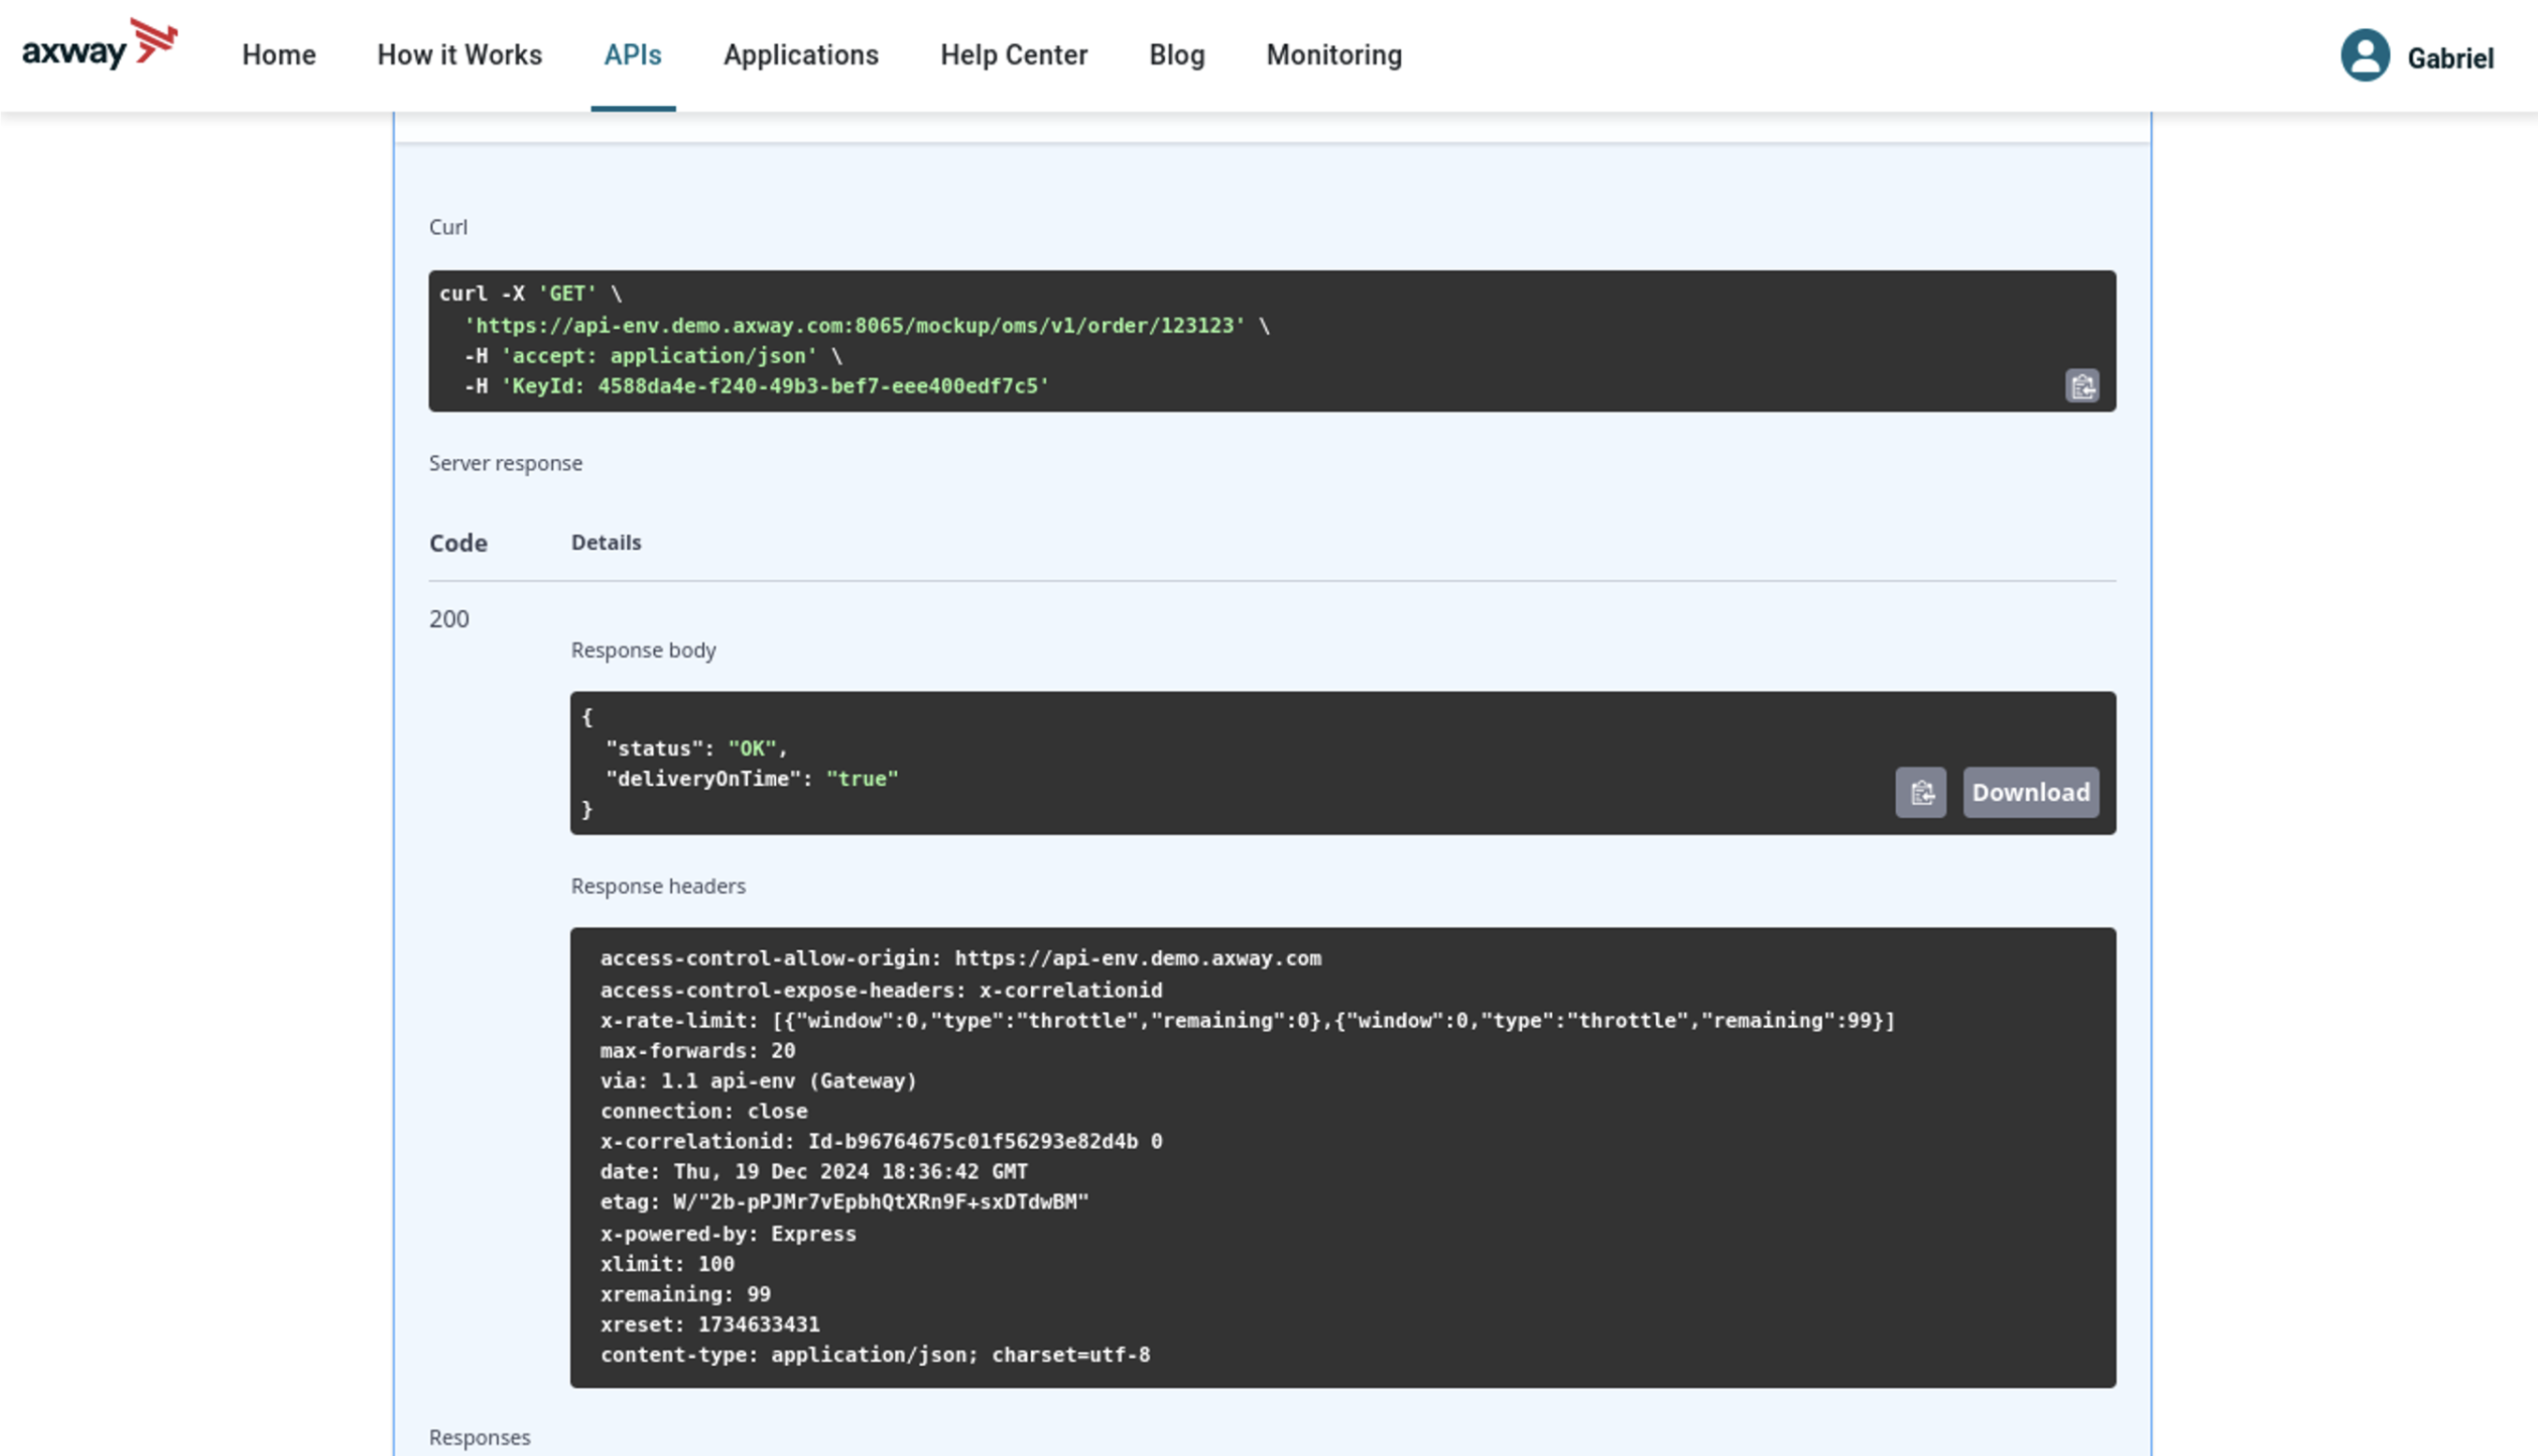 axway Home How it Works APIs Applications Help Center Blog Monitoring Gabriel
Curl
curl -X 'GET' \
'https://api-env.demo.axway.com:8065/mockup/oms/v1/order/123123' \
-H 'accept: application/json' \
-H 'KeyId: 4588da4e-f240-49b3-bef7-eee400edf7c5'
Server response
Code Details
200
Response body
{
"status": "OK",
"deliveryOnTime": "true"
}
Download
Response headers
access-control-allow-origin: https://api-env.demo.axway.com
access-control-expose-headers: x-correlationid
x-rate-limit: [{"window":0,"type":"throttle","remaining":0},{"window":0,"type":"throttle","remaining":99}]
max-forwards: 20
via: 1.1 api-env (Gateway)
connection: close
x-correlationid: Id-b96764675c01f56293e82d4b 0
date: Thu, 19 Dec 2024 18:36:42 GMT
etag: W/"2b-pPJMr7vEpbhQtXRn9F+sxDTdwBM"
x-powered-by: Express
xlimit: 100
xremaining: 99
xreset: 1734633431
content-type: application/json; charset=utf-8
Responses